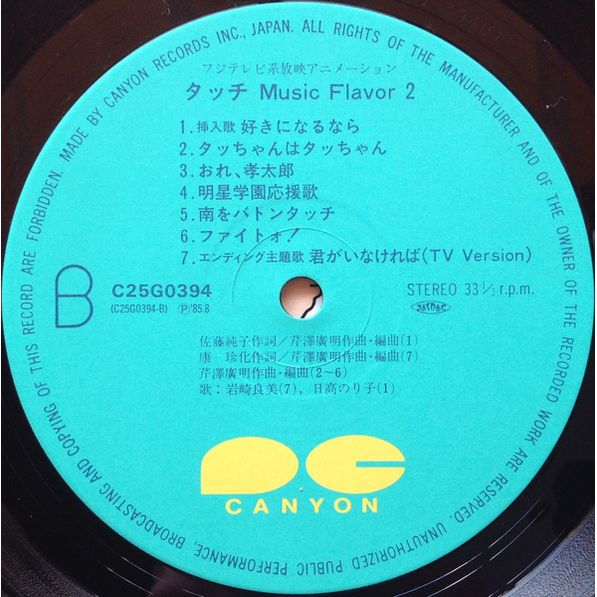 MADE BY CANYON RECORDS INC., JAPAN. ALL RIGHTS OF THE MANUFACTURER AND OF THE OWNER OF THE RECORDED WORK ARE RESERVED. UNAUTHORIZED PUBLIC PERFORMANCE, BROADCASTING AND COPYING OF THIS RECORD ARE FORBIDDEN.
フジテレビ系放映アニメーション
タッチ Music Flavor 2
1. 挿入歌 好きになるなら
2. タッちゃんはタッちゃん
3. おれ、孝太郎
4. 明星学園応援歌
5. 南をバトンタッチ
6. ファイトォ!
7. エンディング主題歌 君がいなければ(TV Version)
B
C25G0394
(C25G0394-B) Ⓟ'85.8
STEREO 33⅓ r.p.m.
佐藤純子作詞/芹澤廣明作曲・編曲(1)
康 珍化作詞/芹澤廣明作曲・編曲(7)
芹澤廣明作曲・編曲(2〜6)
歌:岩崎良美(7), 日高のり子(1)
CANYON